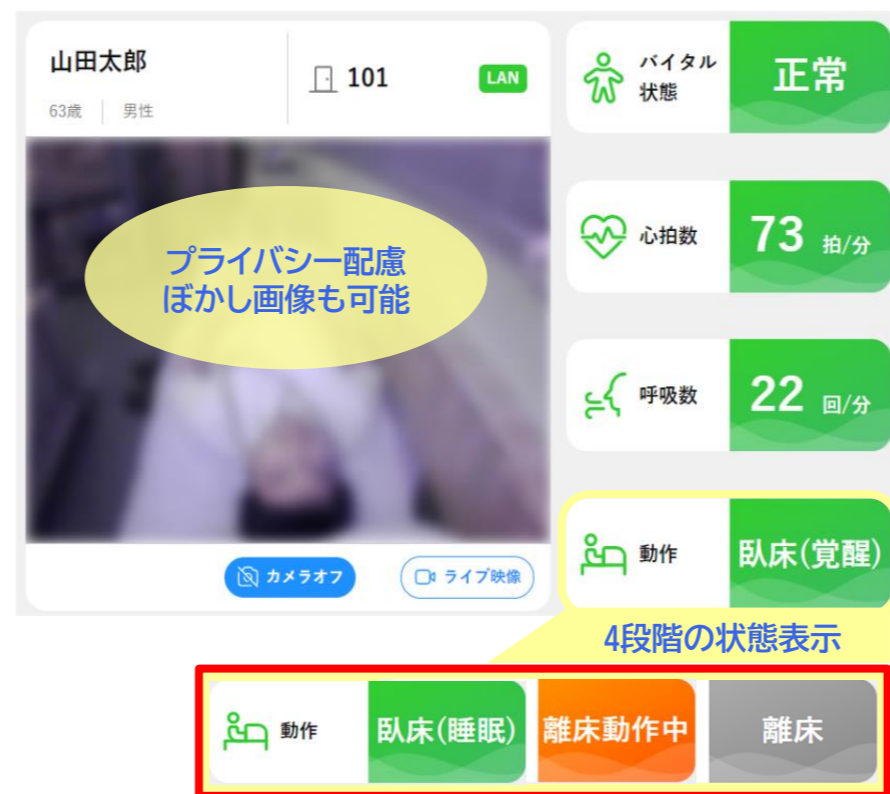 山田太郎
63歳 男性
101
LAN
プライバシー配慮
ぼかし画像も可能
カメラオフ
ライブ映像
バイタル
状態
正常
心拍数
73 拍/分
呼吸数
22 回/分
動作
臥床(覚醒)
4段階の状態表示
動作
臥床(睡眠)
離床動作中
離床